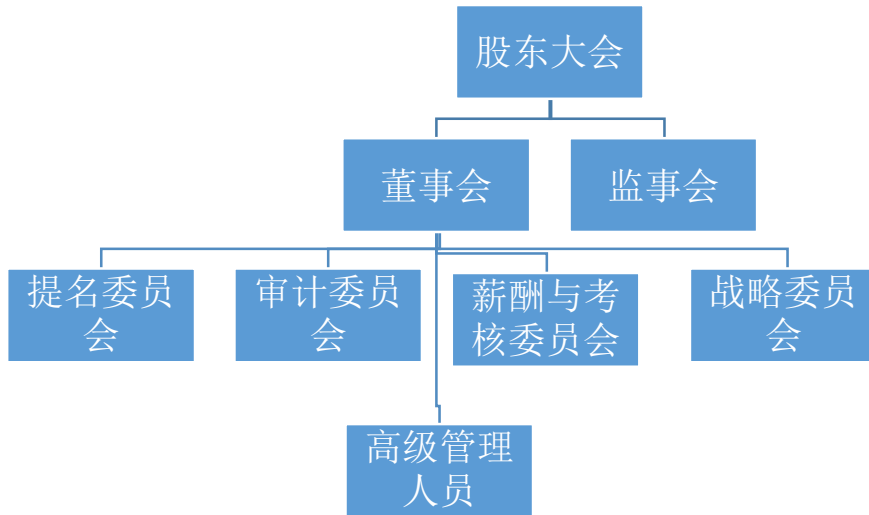 股东大会
董事会
监事会
提名委员
会
审计委员
会
薪酬与考
核委员会
战略委员
会
高级管理
人员